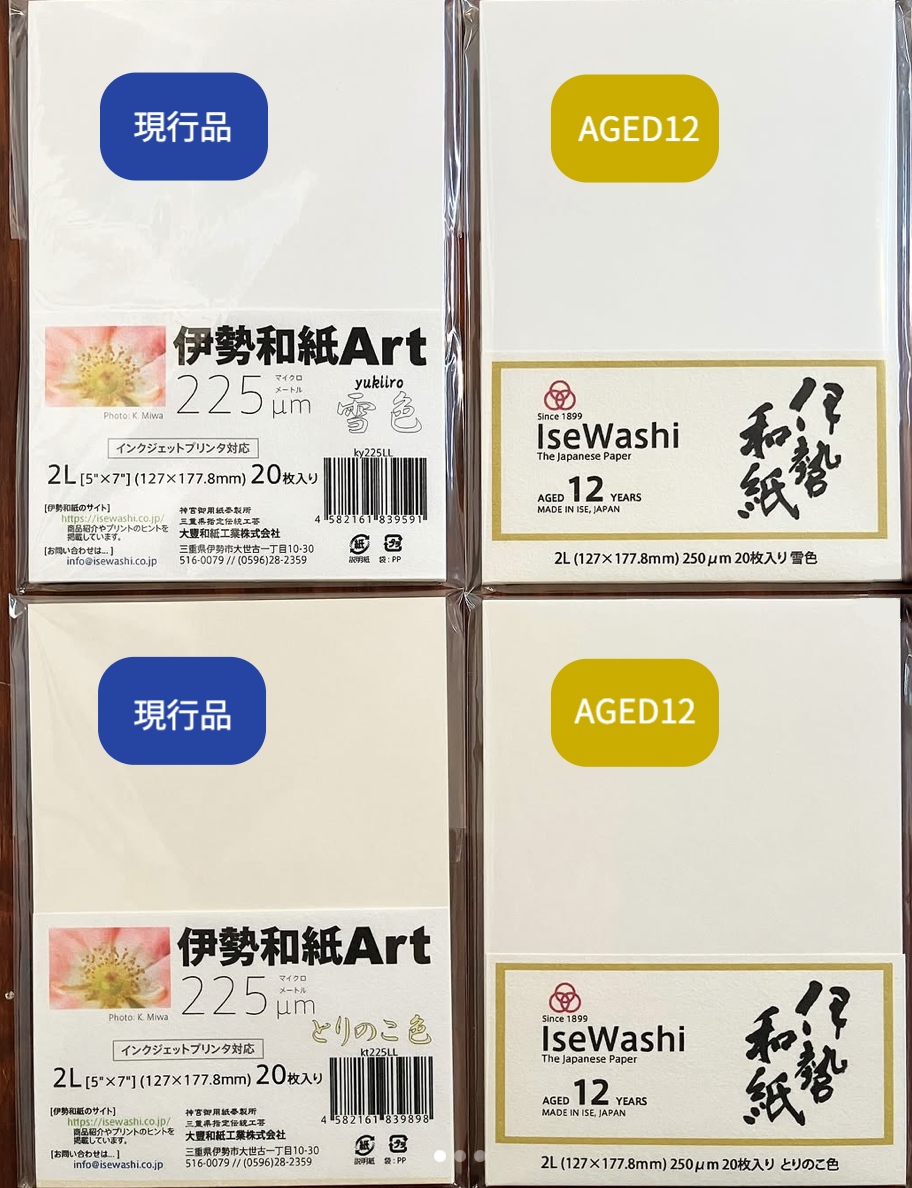 現行品
伊勢和紙Art
225 マイクロメートル μm
yukiiro
雪色
Photo: K. Miwa
インクジェットプリンタ対応
2L [5"×7"] (127×177.8mm) 20枚入り
ky225LL
4 582161 839591
[伊勢和紙のサイト]
https://isewashi.co.jp/
商品紹介やプリントのヒントを
掲載しています。
[お問い合わせは... ]
info@isewashi.co.jp
神宮御用紙奉製所
三重県指定伝統工芸
大豐和紙工業株式会社
三重県伊勢市大世古一丁目10-30
516-0079 // (0596)28-2359
紙
説明紙
プラ
袋：PP
AGED12
Since 1899
IseWashi
The Japanese Paper
AGED 12 YEARS
MADE IN ISE, JAPAN
伊勢和紙
2L (127×177.8mm) 250μm 20枚入り 雪色
現行品
伊勢和紙Art
225 マイクロメートル μm
とりのこ色
Photo: K. Miwa
インクジェットプリンタ対応
2L [5"×7"] (127×177.8mm) 20枚入り
kt225LL
4 582161 839898
[伊勢和紙のサイト]
https://isewashi.co.jp/
商品紹介やプリントのヒントを
掲載しています。
[お問い合わせは... ]
info@isewashi.co.jp
神宮御用紙奉製所
三重県指定伝統工芸
大豐和紙工業株式会社
三重県伊勢市大世古一丁目10-30
516-0079 // (0596)28-2359
紙
説明紙
プラ
袋：PP
AGED12
Since 1899
IseWashi
The Japanese Paper
AGED 12 YEARS
MADE IN ISE, JAPAN
伊勢和紙
2L (127×177.8mm) 250μm 20枚入り とりのこ色